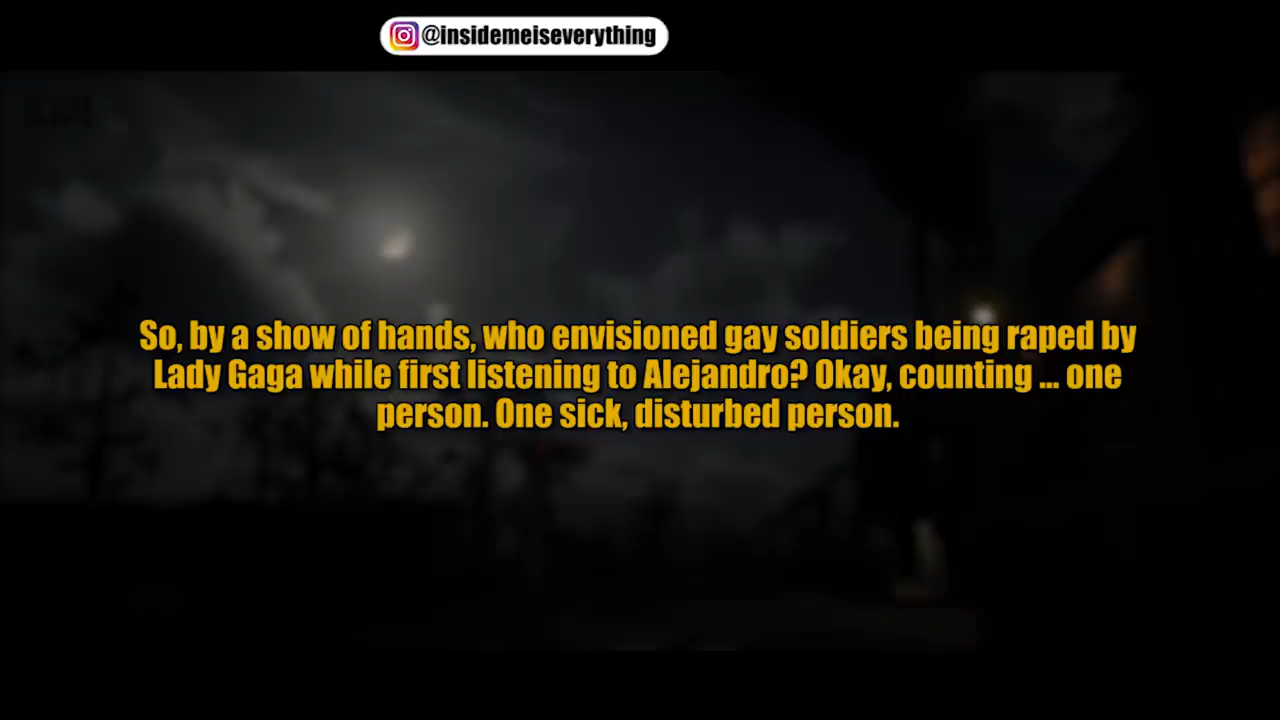 @insidemeiseverything
So, by a show of hands, who envisioned gay soldiers being raped by
Lady Gaga while first listening to Alejandro? Okay, counting ... one
person. One sick, disturbed person.